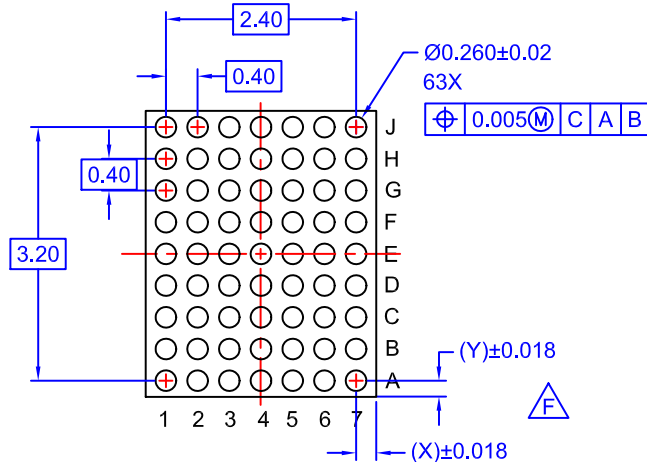 2.40
0.40
Ø0.260±0.02
63X
⌖ 0.005Ⓜ C A B
J
H
0.40
G
F
3.20
E
D
C
B
(Y)±0.018
A
F
1 2 3 4 5 6 7
(X)±0.018